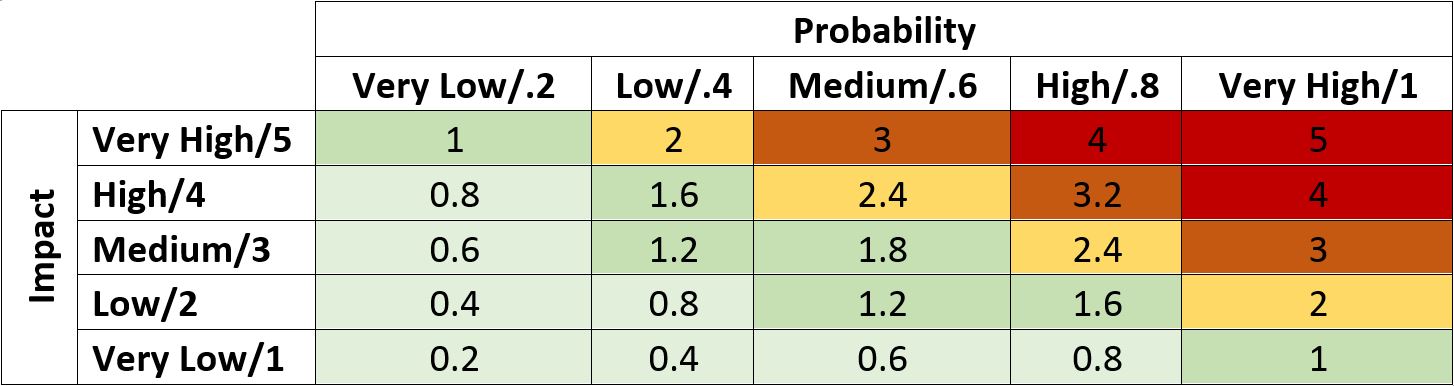 Probability
Very Low/.2 Low/.4 Medium/.6 High/.8 Very High/1
Impact
Very High/5 1 2 3 4 5
High/4 0.8 1.6 2.4 3.2 4
Medium/3 0.6 1.2 1.8 2.4 3
Low/2 0.4 0.8 1.2 1.6 2
Very Low/1 0.2 0.4 0.6 0.8 1